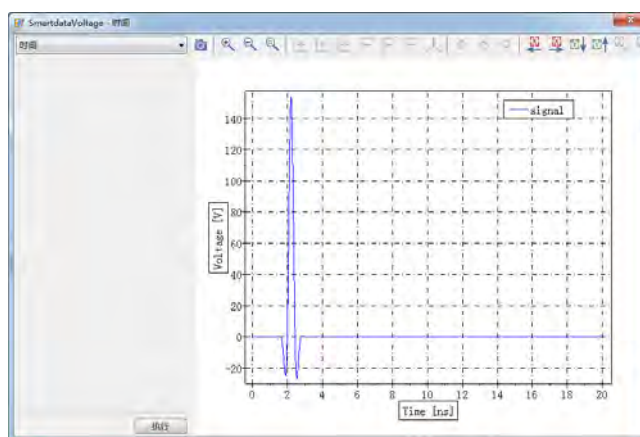 SmartdataVoltage - 时间
时间
signal
Voltage [V]
140
120
100
80
60
40
20
0
-20
0 2 4 6 8 10 12 14 16 18 20
Time [ns]
执行